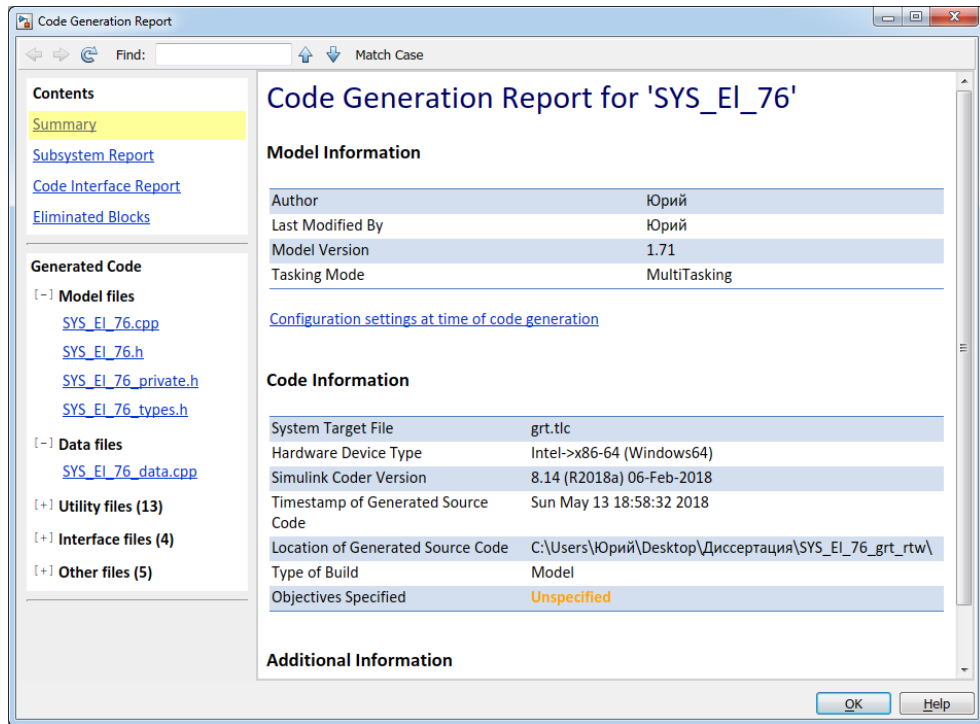 Code Generation Report
Find:
Match Case
Contents
Summary
Subsystem Report
Code Interface Report
Eliminated Blocks
Generated Code
[-] Model files
SYS_El_76.cpp
SYS_El_76.h
SYS_El_76_private.h
SYS_El_76_types.h
[-] Data files
SYS_El_76_data.cpp
[+] Utility files (13)
[+] Interface files (4)
[+] Other files (5)
Code Generation Report for 'SYS_El_76'
Model Information
Author Юрий
Last Modified By Юрий
Model Version 1.71
Tasking Mode MultiTasking
Configuration settings at time of code generation
Code Information
System Target File grt.tlc
Hardware Device Type Intel->x86-64 (Windows64)
Simulink Coder Version 8.14 (R2018a) 06-Feb-2018
Timestamp of Generated Source Sun May 13 18:58:32 2018
Code
Location of Generated Source Code C:\Users\Юрий\Desktop\Диссертация\SYS_El_76_grt_rtw\
Type of Build Model
Objectives Specified Unspecified
Additional Information
OK
Help